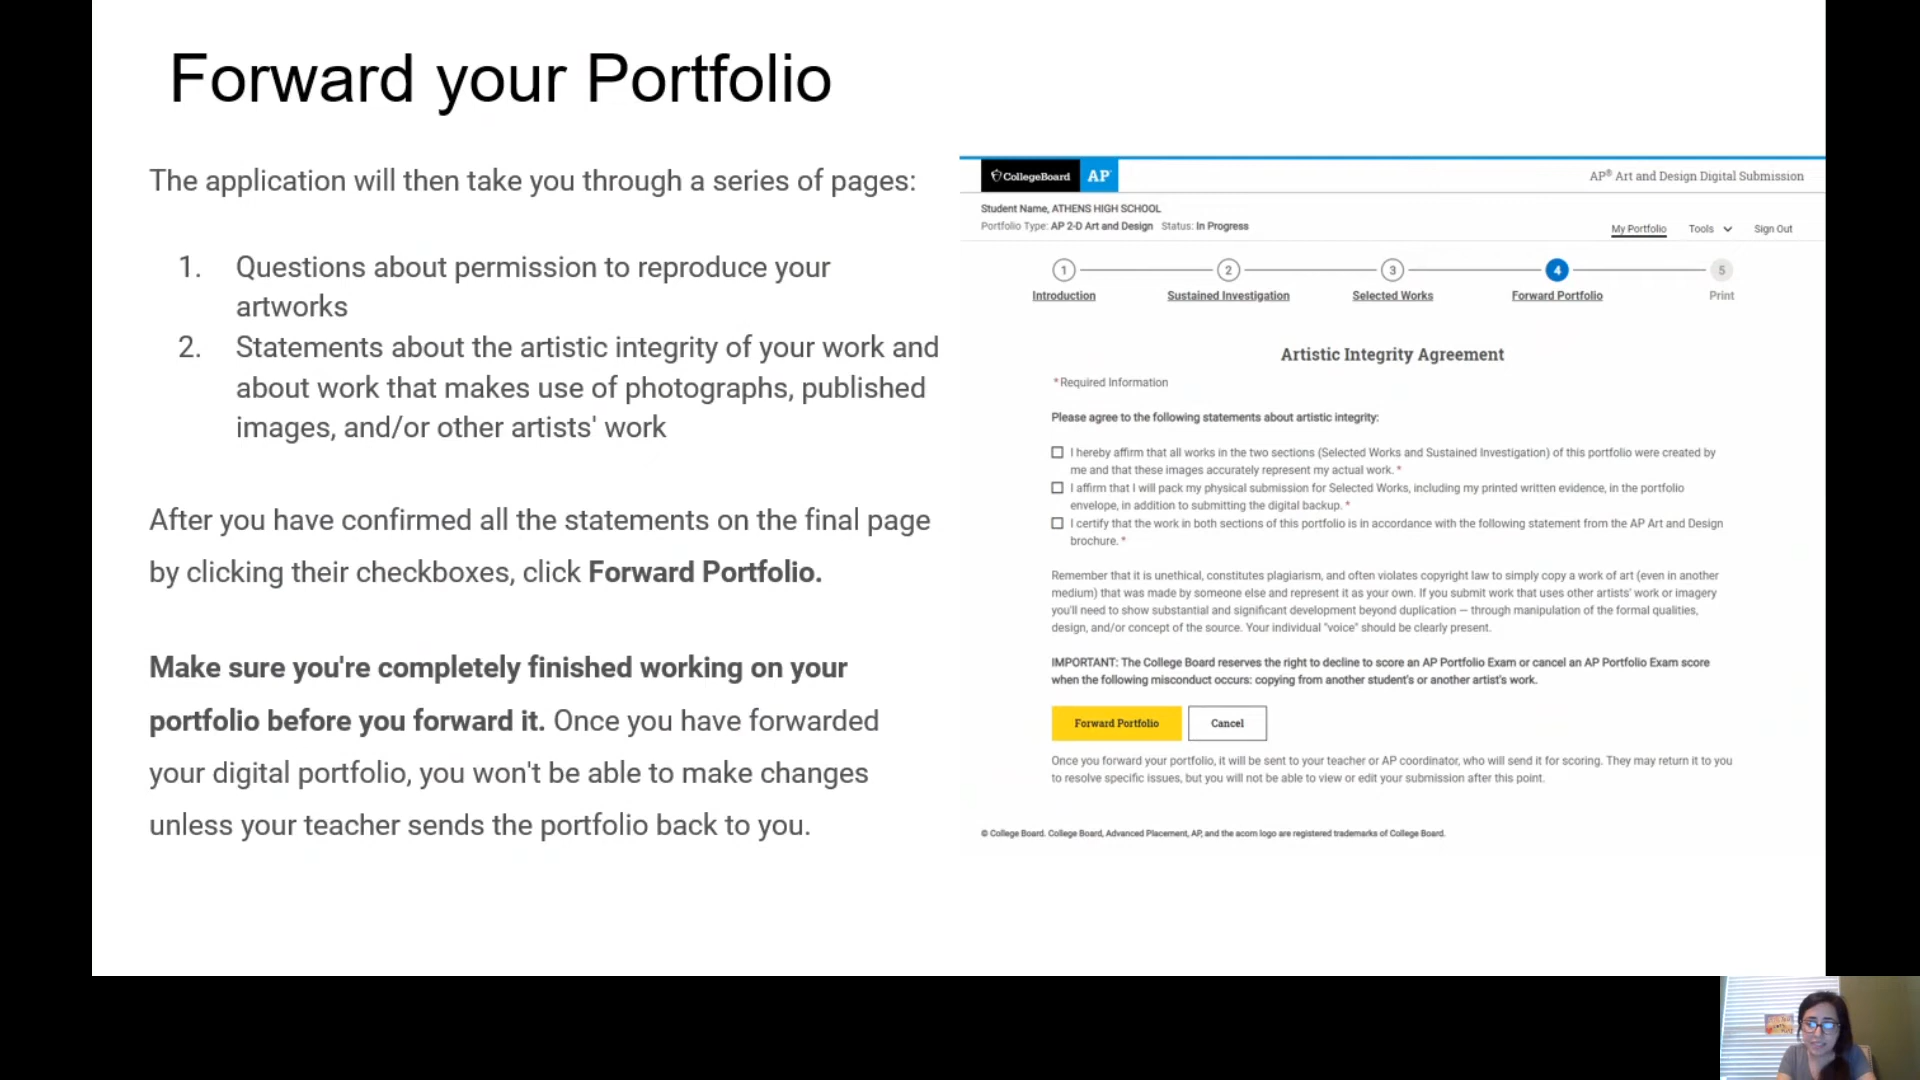 Forward your Portfolio
The application will then take you through a series of pages:
1. Questions about permission to reproduce your
artworks
2. Statements about the artistic integrity of your work and
about work that makes use of photographs, published
images, and/or other artists' work
After you have confirmed all the statements on the final page
by clicking their checkboxes, click Forward Portfolio.
Make sure you're completely finished working on your
portfolio before you forward it. Once you have forwarded
your digital portfolio, you won't be able to make changes
unless your teacher sends the portfolio back to you.
CollegeBoard AP
AP® Art and Design Digital Submission
Student Name, ATHENS HIGH SCHOOL
Portfolio Type: AP 2-D Art and Design Status: In Progress
My Portfolio Tools Sign Out
1 2 3 4 5
Introduction Sustained Investigation Selected Works Forward Portfolio Print
Artistic Integrity Agreement
* Required Information
Please agree to the following statements about artistic integrity:
I hereby affirm that all works in the two sections (Selected Works and Sustained Investigation) of this portfolio were created by
me and that these images accurately represent my actual work. *
I affirm that I will pack my physical submission for Selected Works, including my printed written evidence, in the portfolio
envelope, in addition to submitting the digital backup. *
I certify that the work in both sections of this portfolio is in accordance with the following statement from the AP Art and Design
brochure. *
Remember that it is unethical, constitutes plagiarism, and often violates copyright law to simply copy a work of art (even in another
medium) that was made by someone else and represent it as your own. If you submit work that uses other artists' work or imagery
you'll need to show substantial and significant development beyond duplication — through manipulation of the formal qualities,
design, and/or concept of the source. Your individual "voice" should be clearly present.
IMPORTANT: The College Board reserves the right to decline to score an AP Portfolio Exam or cancel an AP Portfolio Exam score
when the following misconduct occurs: copying from another student's or another artist's work.
Forward Portfolio Cancel
Once you forward your portfolio, it will be sent to your teacher or AP coordinator, who will send it for scoring. They may return it to you
to resolve specific issues, but you will not be able to view or edit your submission after this point.
© College Board. College Board, Advanced Placement, AP, and the acorn logo are registered trademarks of College Board.